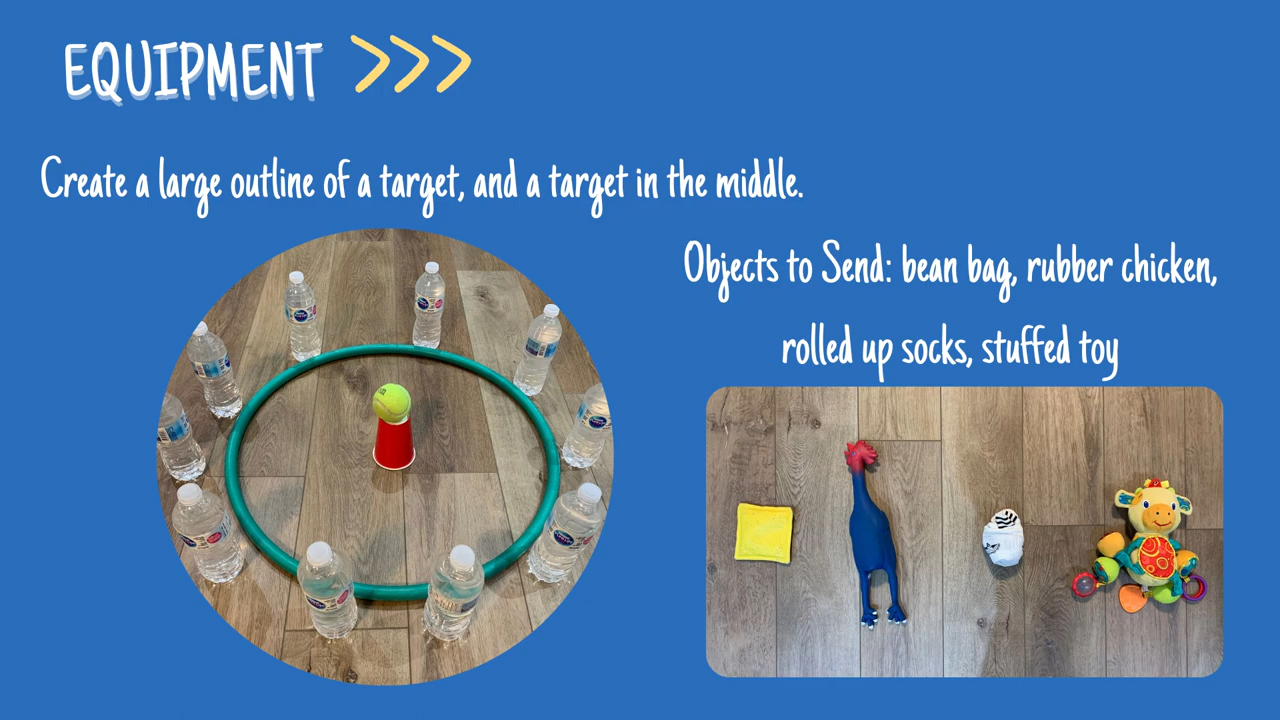 EQUIPMENT >>>
Create a large outline of a target, and a target in the middle.
Objects to Send: bean bag, rubber chicken,
rolled up socks, stuffed toy